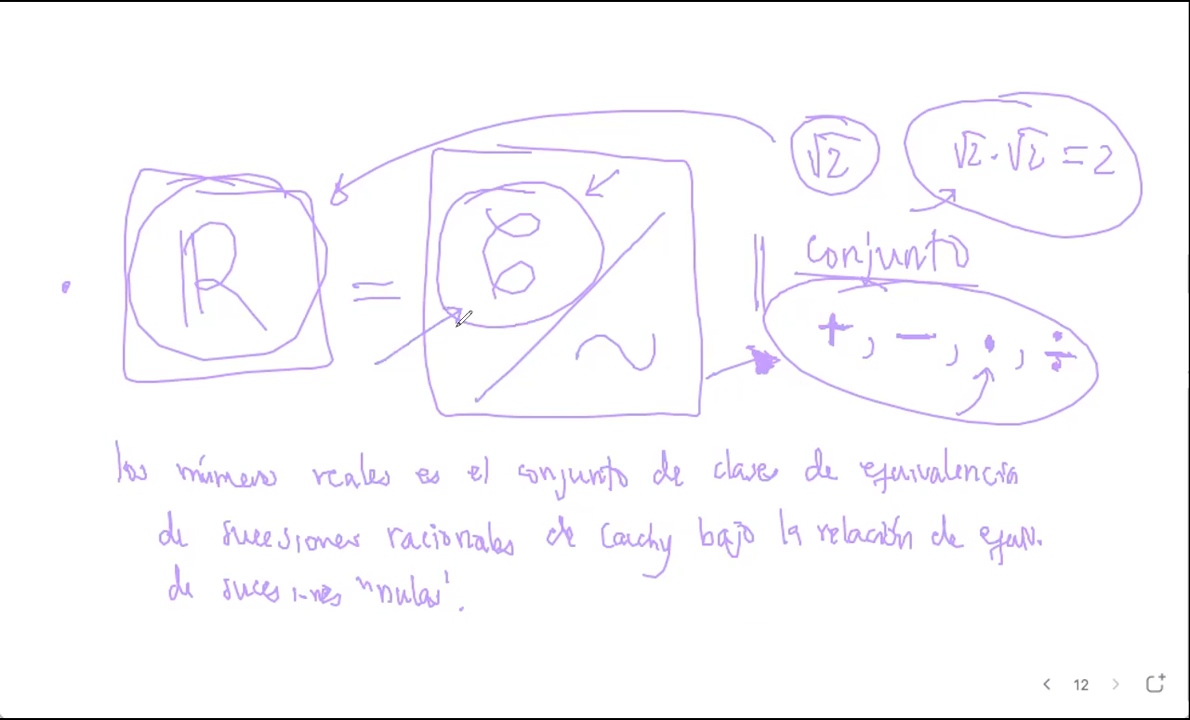 √2
√2 · √2 = 2
ℝ = 𝒞 / ~
conjunto
+, −, ·, ÷
los número reales es el conjunto de clase de equivalencia
de sucesiones racionales de Cauchy bajo la relación de equiv.
de sucesiones "nulas".
12